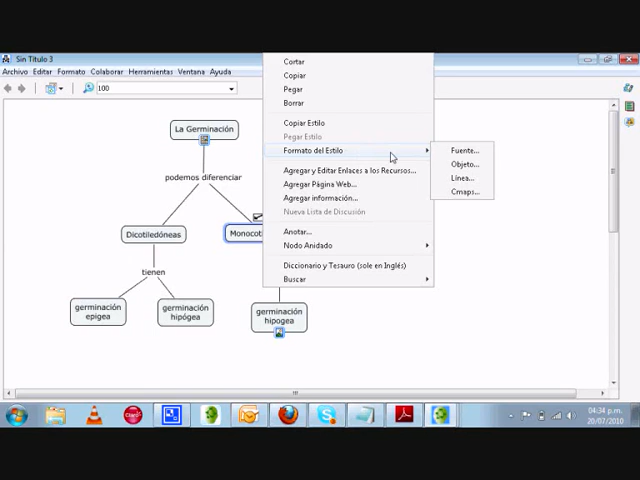 Sin Título 3
Archivo Editar Formato Colaborar Herramientas Ventana Ayuda
100
La Germinación
podemos diferenciar
Dicotiledóneas
Monocoti
tienen
germinación
epigea
germinación
hipógea
germinación
hipogea
Cortar
Copiar
Pegar
Borrar
Copiar Estilo
Pegar Estilo
Formato del Estilo
Agregar y Editar Enlaces a los Recursos...
Agregar Página Web...
Agregar información...
Nueva Lista de Discusión
Anotar...
Nodo Anidado
Diccionario y Tesauro (sole en Inglés)
Buscar
Fuente...
Objeto...
Línea...
Cmaps...
Claro
04:34 p.m.
20/07/2010